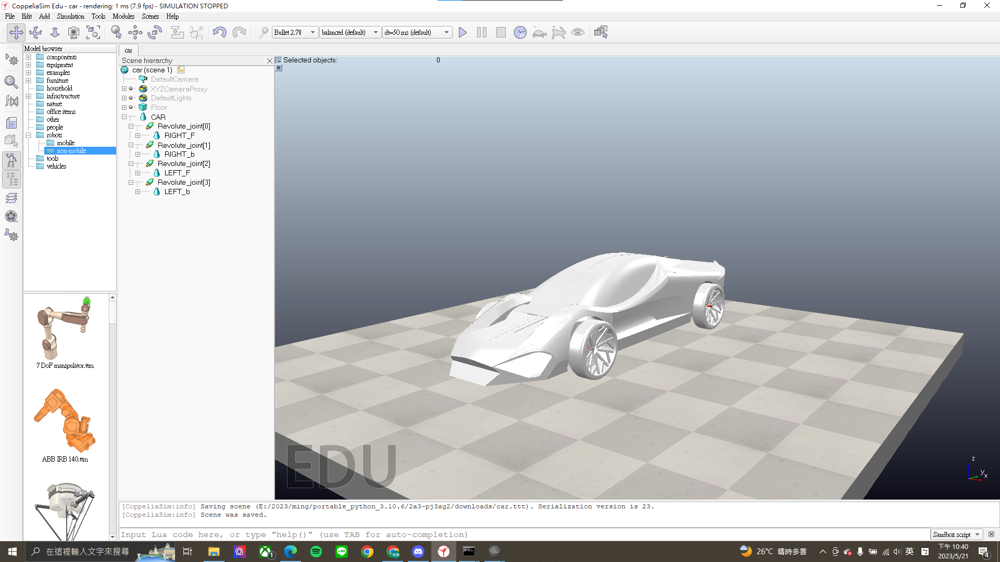 CoppeliaSim Edu - car - rendering: 1 ms (7.9 fps) - SIMULATION STOPPED
File Edit Add Simulation Tools Modules Scenes Help
Bullet 2.78 balanced (default) dt=50 ms (default) RT
Model browser
components
equipment
examples
furniture
household
infrastructure
nature
office items
other
people
robots
mobile
non-mobile
tools
vehicles
7 DoF manipulator.ttm
ABB IRB 140.ttm
car
Scene hierarchy
car (scene 1)
DefaultCamera
XYZCameraProxy
DefaultLights
Floor
CAR
Revolute_joint[0]
RIGHT_F
Revolute_joint[1]
RIGHT_b
Revolute_joint[2]
LEFT_F
Revolute_joint[3]
LEFT_b
Selected objects: 0
f(x)
EDU
z
y
x
[CoppeliaSim:info] Saving scene (E:/2023/ming/portable_python_3.10.6/2a3-pj3ag2/downloads/car.ttt). Serialization version is 23.
[CoppeliaSim:info] Scene was saved.
Input Lua code here, or type "help()" (use TAB for auto-completion)
Sandbox script
在這裡輸入文字來搜尋
1
LINE
26°C 晴時多雲
英
下午 10:40
2023/5/21
4